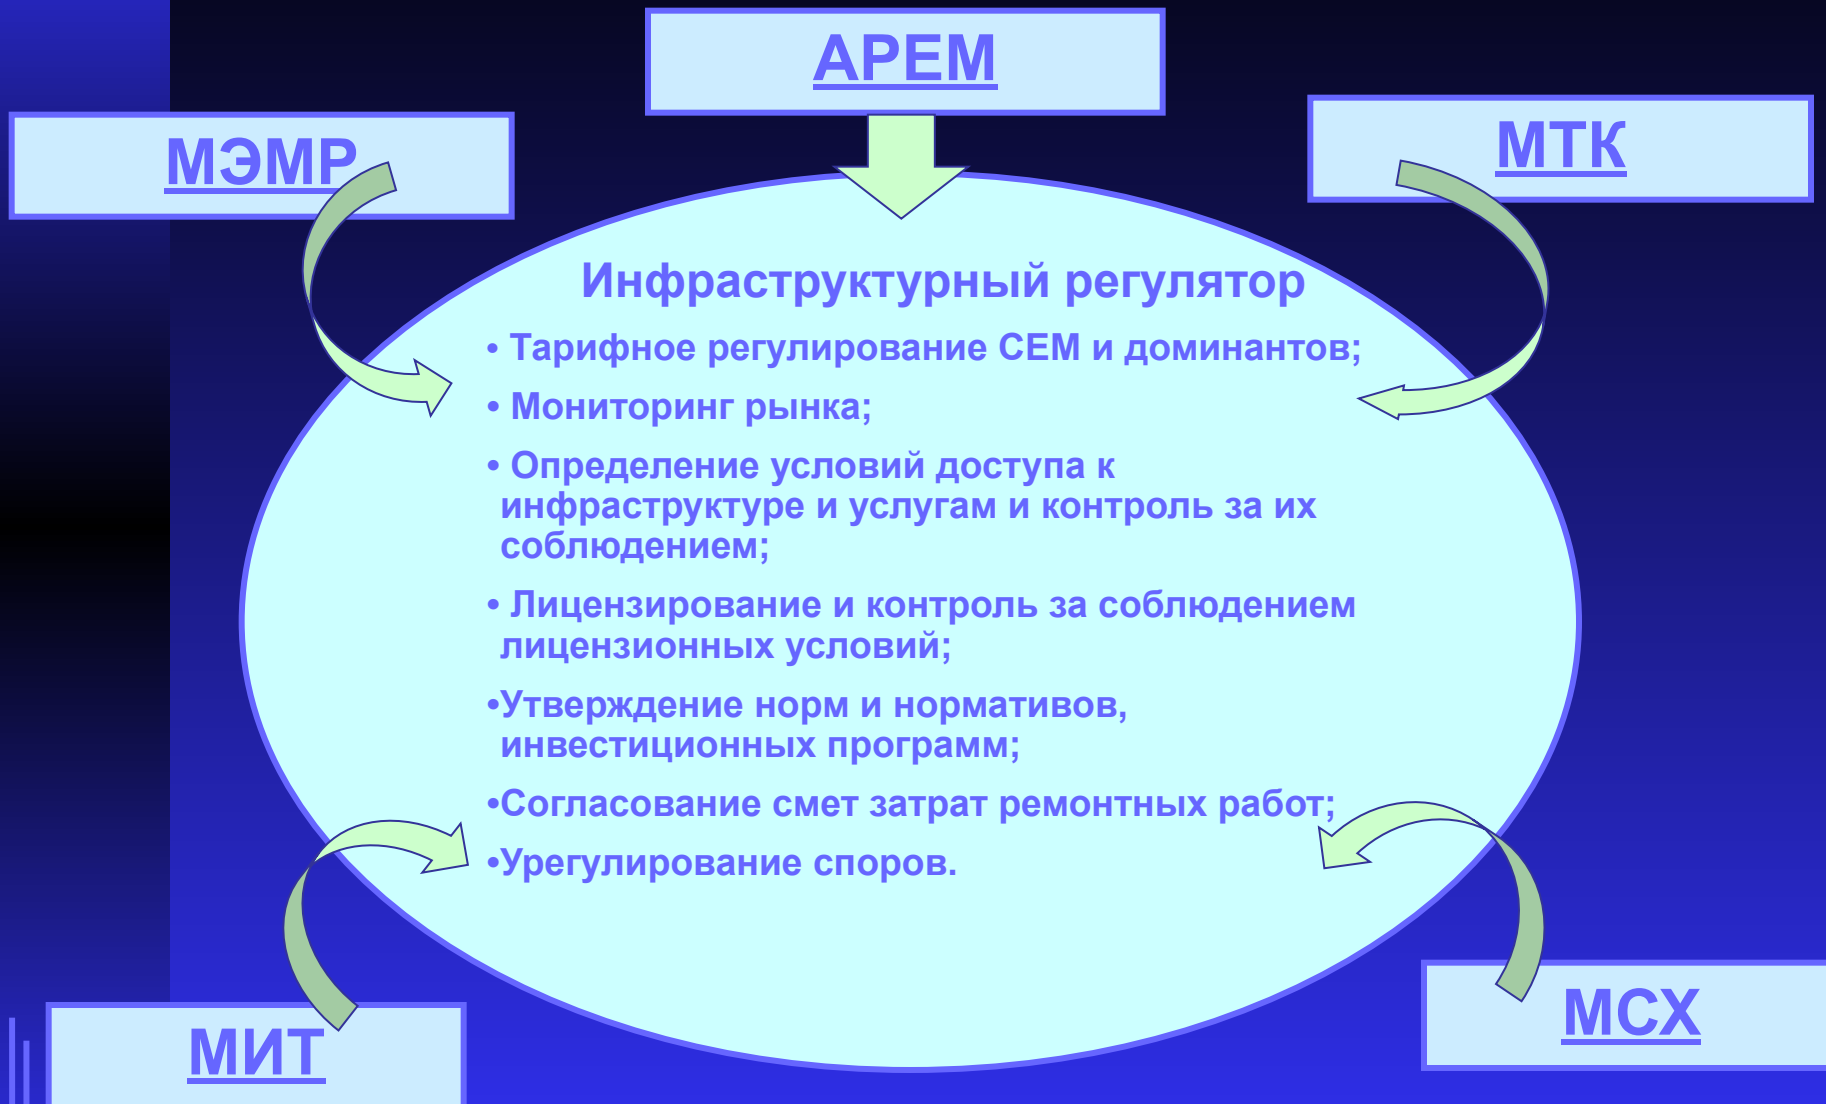 АРЕМ
МЭМР
МТК
Инфраструктурный регулятор
• Тарифное регулирование СЕМ и доминантов;
• Мониторинг рынка;
• Определение условий доступа к
инфраструктуре и услугам и контроль за их
соблюдением;
• Лицензирование и контроль за соблюдением
лицензионных условий;
•Утверждение норм и нормативов,
инвестиционных программ;
•Согласование смет затрат ремонтных работ;
•Урегулирование споров.
МСХ
МИТ